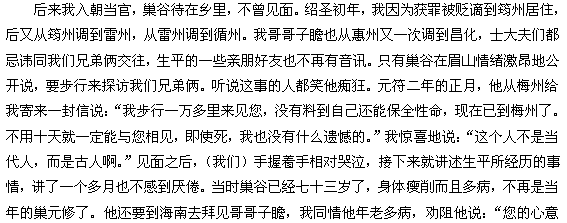 后来我入朝当官，巢谷待在乡里，不曾见面。绍圣初年，我因为获罪被贬谪到筠州居住，
后又从筠州调到雷州，从雷州调到循州。我哥哥子瞻也从惠州又一次调到昌化，士大夫们都
忌讳同我们兄弟俩交往，生平的一些亲朋好友也不再有音讯。只有巢谷在眉山情绪激昂地公
开说，要步行来探访我们兄弟俩。听说这事的人都笑他痴狂。元符二年的正月，他从梅州给
我寄来一封信说：“我步行一万多里来见您，没有料到自己还能保全性命，现在已到梅州了。
不用十天就一定能与您相见，即使死，我也没有什么遗憾的。”我惊喜地说：“这个人不是当
代人，而是古人啊。”见面之后，（我们）手握着手相对哭泣，接下来就讲述生平所经历的事
情，讲了一个多月也不感到厌倦。当时巢谷已经七十三岁了，身体瘦削而且多病，不再是当
年的巢元修了。他还要到海南去拜见哥哥子瞻，我同情他年老多病，劝阻他说：“您的心意